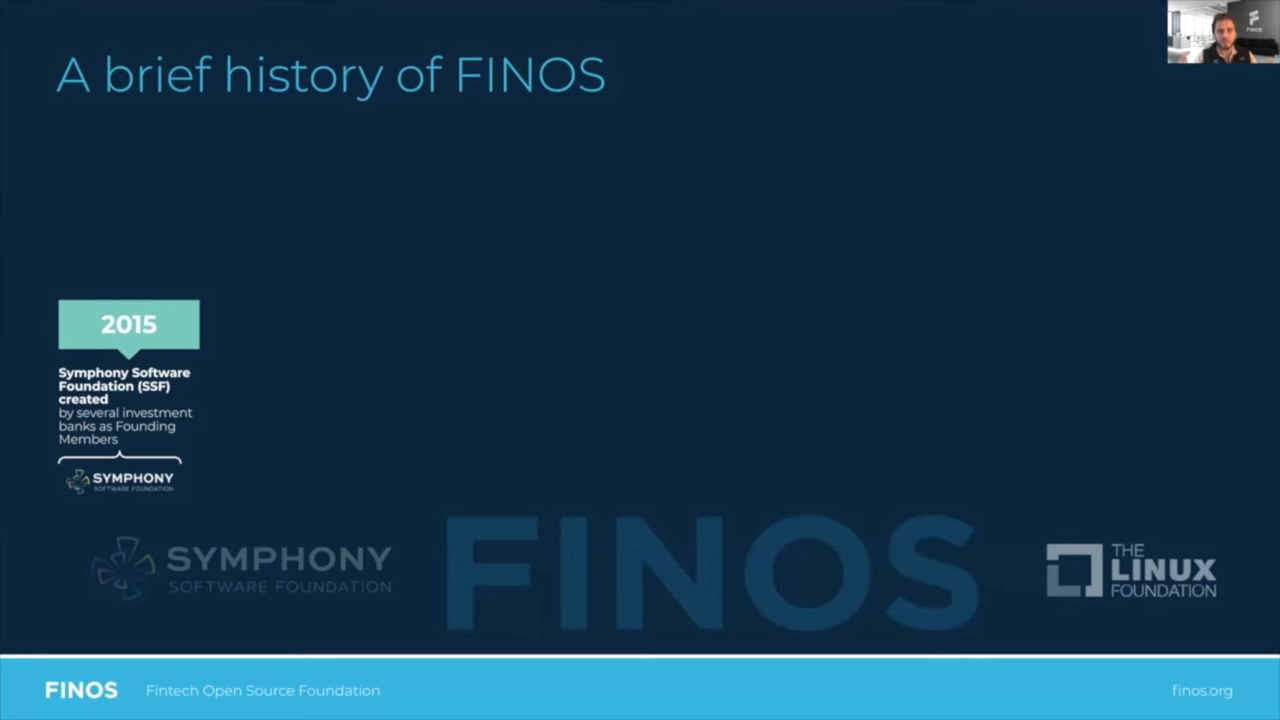 A brief history of FINOS
FINOS
2015
Symphony Software
Foundation (SSF)
created
by several investment
banks as Founding
Members
SYMPHONY
SOFTWARE FOUNDATION
SYMPHONY
SOFTWARE FOUNDATION
FINOS
THE
LINUX
FOUNDATION
FINOS
Fintech Open Source Foundation
finos.org